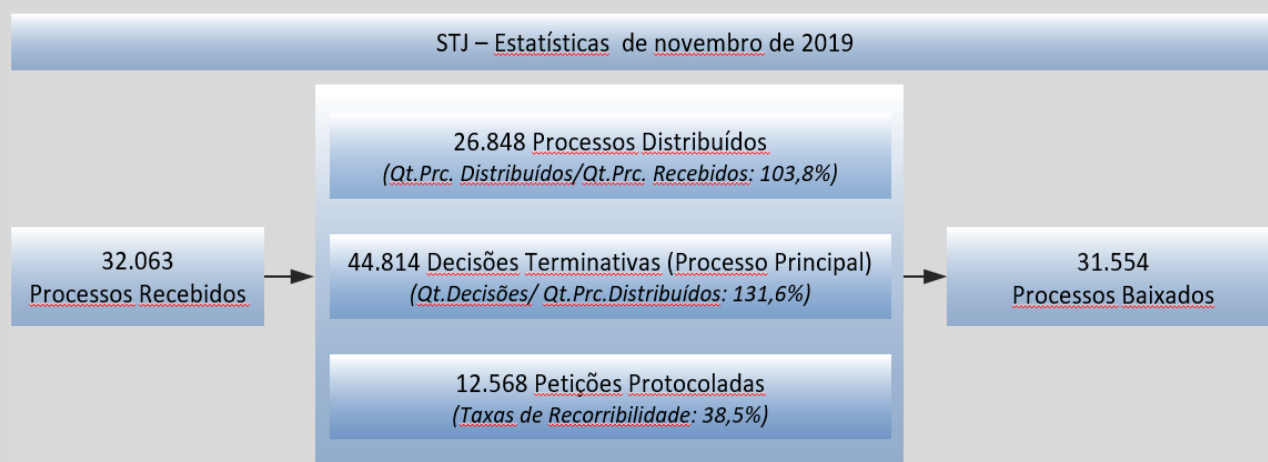 STJ – Estatísticas de novembro de 2019
32.063
Processos Recebidos
26.848 Processos Distribuídos
(Qt.Prc. Distribuídos/Qt.Prc. Recebidos: 103,8%)
44.814 Decisões Terminativas (Processo Principal)
(Qt.Decisões/ Qt.Prc.Distribuídos: 131,6%)
12.568 Petições Protocoladas
(Taxas de Recorribilidade: 38,5%)
31.554
Processos Baixados